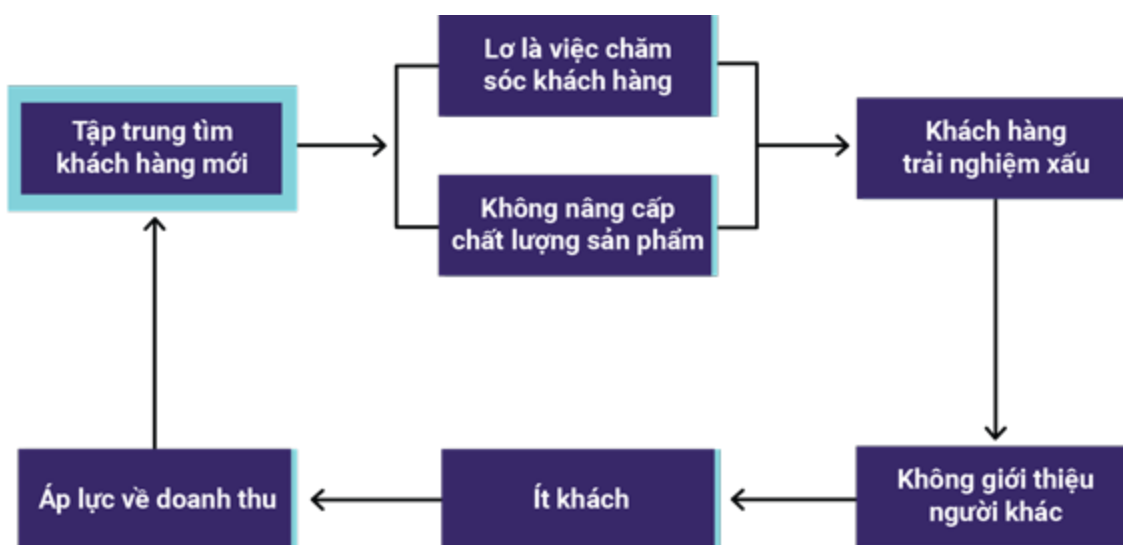 Tập trung tìm
khách hàng mới
Lơ là việc chăm
sóc khách hàng
Không nâng cấp
chất lượng sản phẩm
Khách hàng
trải nghiệm xấu
Không giới thiệu
người khác
Ít khách
Áp lực về doanh thu